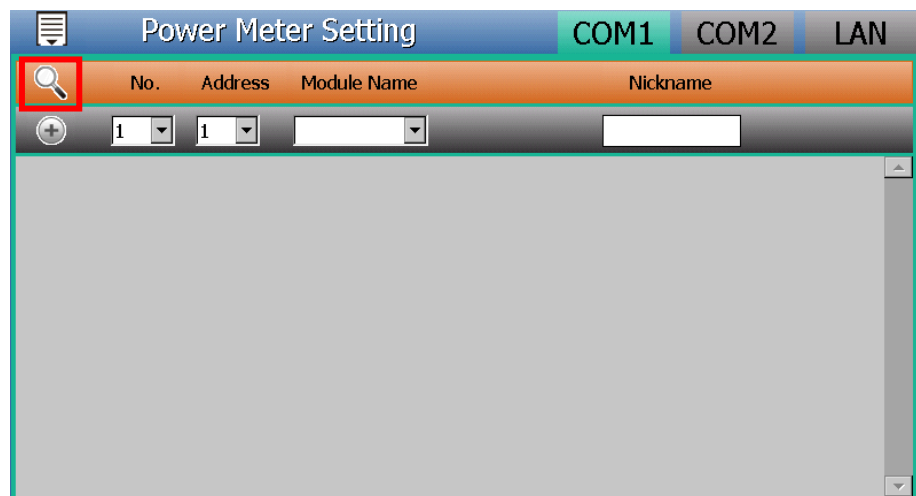 Power Meter Setting COM1 COM2 LAN
No. Address Module Name Nickname
1 1